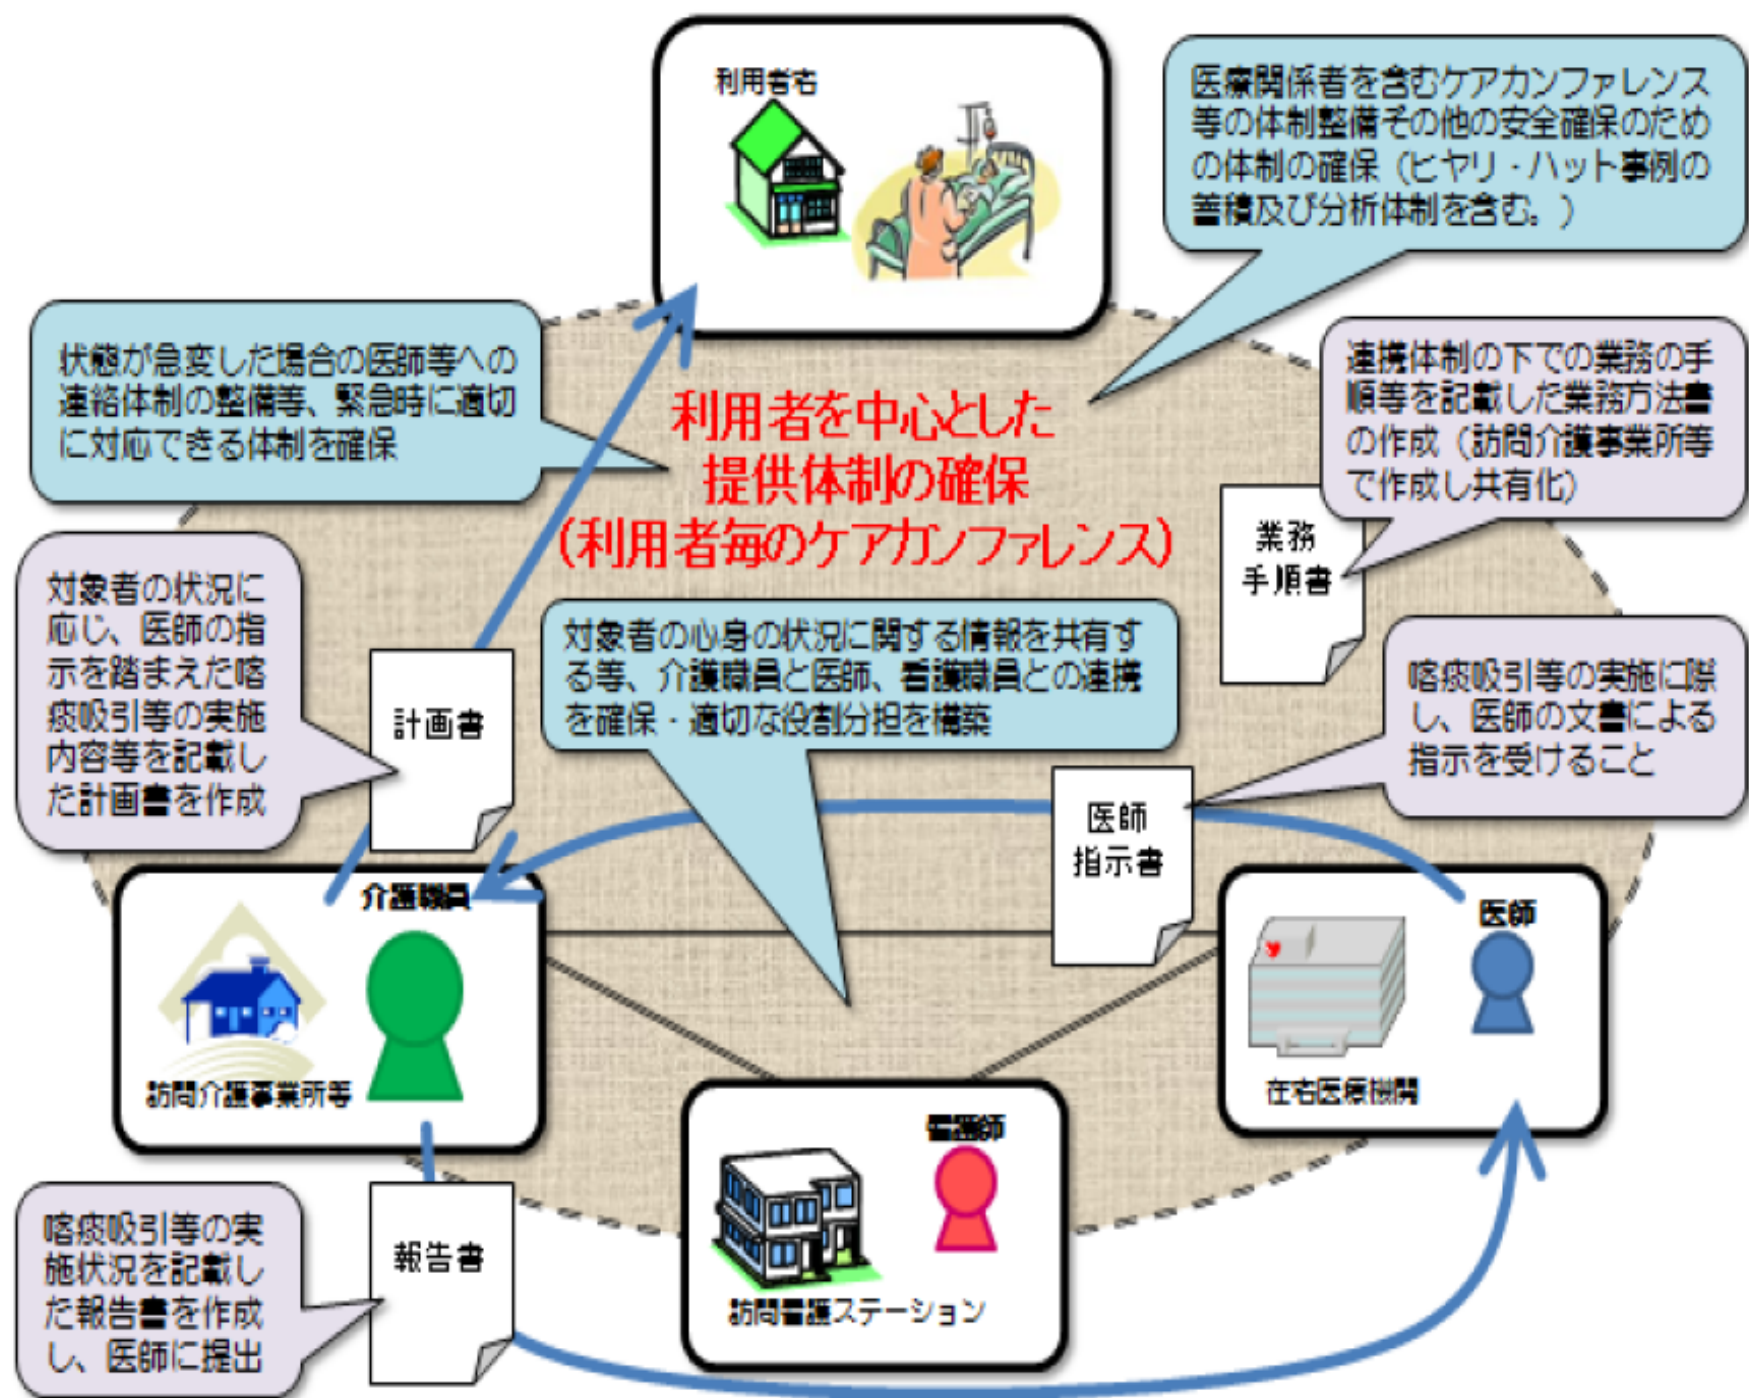 利用者宅
医療関係者を含むケアカンファレンス
等の体制整備その他の安全確保のため
の体制の確保（ヒヤリ・ハット事例の
蓄積及び分析体制を含む。）
状態が急変した場合の医師等への
連絡体制の整備等、緊急時に適切
に対応できる体制を確保
利用者を中心とした
提供体制の確保
（利用者毎のケアカンファレンス）
連携体制の下での業務の手
順等を記載した業務方法書
の作成（訪問介護事業所等
で作成し共有化）
業務
手順書
対象者の状況に
応じ、医師の指
示を踏まえた喀
痰吸引等の実施
内容等を記載し
た計画書を作成
計画書
対象者の心身の状況に関する情報を共有す
る等、介護職員と医師、看護職員との連携
を確保・適切な役割分担を構築
喀痰吸引等の実施に際
し、医師の文書による
指示を受けること
医師
指示書
介護職員
訪問介護事業所等
医師
在宅医療機関
看護師
訪問看護ステーション
喀痰吸引等の実
施状況を記載し
た報告書を作成
し、医師に提出
報告書